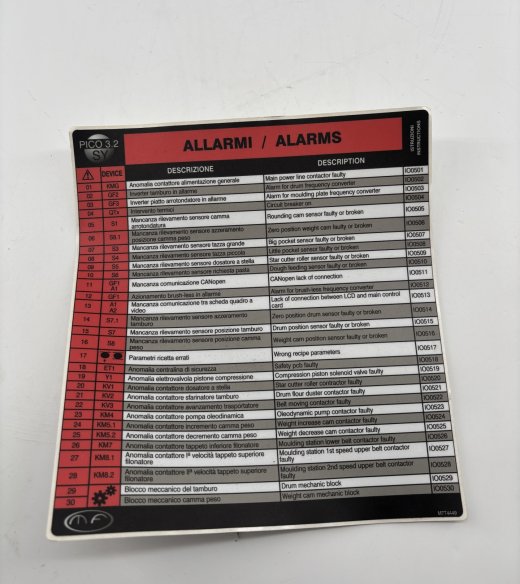 PICO 3.2
SY
ALLARMI / ALARMS
ISTRUZIONI
INSTRUCTIONS
DEVICE DESCRIZIONE DESCRIPTION
01 KMG Anomalia contattore alimentazione generale Main power line contactor faulty IO0501
02 GF2 Inverter tamburo in allarme Alarm for drum frequency converter IO0502
03 GF3 Inverter piatto arrotondatore in allarme Alarm for moulding plate frequency converter IO0503
04 QTx Intervento termici Circuit breaker on IO0504
05 S1 Mancanza rilevamento sensore camma
arrotondatura Rounding cam sensor faulty or broken IO0505
06 S8.1 Mancanza rilevamento sensore azzeramento
posizione camma peso Zero position weight cam faulty or broken IO0506
07 S3 Mancanza rilevamento sensore tazza grande Big pocket sensor faulty or broken IO0507
08 S4 Mancanza rilevamento sensore tazza piccola Little pocket sensor faulty or broken IO0508
09 S5 Mancanza rilevamento sensore dosatore a stella Star cutter roller sensor faulty or broken IO0509
10 S6 Mancanza rilevamento sensore richiesta pasta Dough feeding sensor faulty or broken IO0510
11 GF1
A1 Mancanza comunicazione CANopen CANopen lack of connection IO0511
12 GF1 Azionamento brush-less in allarme Alarm for brush-less frequency converter IO0512
13 A1
A2 Mancanza comunicazione tra scheda quadro a
video Lack of connection between LCD and main control
card IO0513
14 S7.1 Mancanza rilevamento sensore azzeramento
tamburo Zero position drum sensor faulty or broken IO0514
15 S7 Mancanza rilevamento sensore posizione tamburo Drum position sensor faulty or broken IO0515
16 S8 Mancanza rilevamento sensore posizione camma
peso Weight cam position sensor faulty or broken IO0516
17 Parametri ricetta errati Wrong recipe parameters IO0517
18 ET1 Anomalia centralina di sicurezza Safety pcb faulty IO0518
19 Y1 Anomalia elettrovalvola pistone compressione Compression piston solenoid valve faulty IO0519
20 KV1 Anomalia contattore dosatore a stella Star cutter roller contractor faulty IO0520
21 KV2 Anomalia contattore sfarinatore tamburo Drum flour duster contactor faulty IO0521
22 KV3 Anomalia contattore avanzamento trasportatore Belt moving contactor faulty IO0522
23 KM4 Anomalia contattore pompa oleodinamica Oleodynamic pump contactor faulty IO0523
24 KM5.1 Anomalia contattore incremento camma peso Weight increase cam contactor faulty IO0524
25 KM5.2 Anomalia contattore decremento camma peso Weight decrease cam contactor faulty IO0525
26 KM7 Anomalia contattore tappeto inferiore filonatore Moulding station lower belt contactor faulty IO0526
27 KM8.1 Anomalia contattore Iª velocità tappeto superiore
filonatore Moulding station 1st speed upper belt contactor
faulty IO0527
28 KM8.2 Anomalia contattore IIª velocità tappeto superiore
filonatore Moulding station 2nd speed upper belt contactor
faulty IO0528
29 Blocco meccanico del tamburo Drum mechanic block IO0529
30 Blocco meccanico camma peso Weight cam mechanic block IO0530
MZT4449